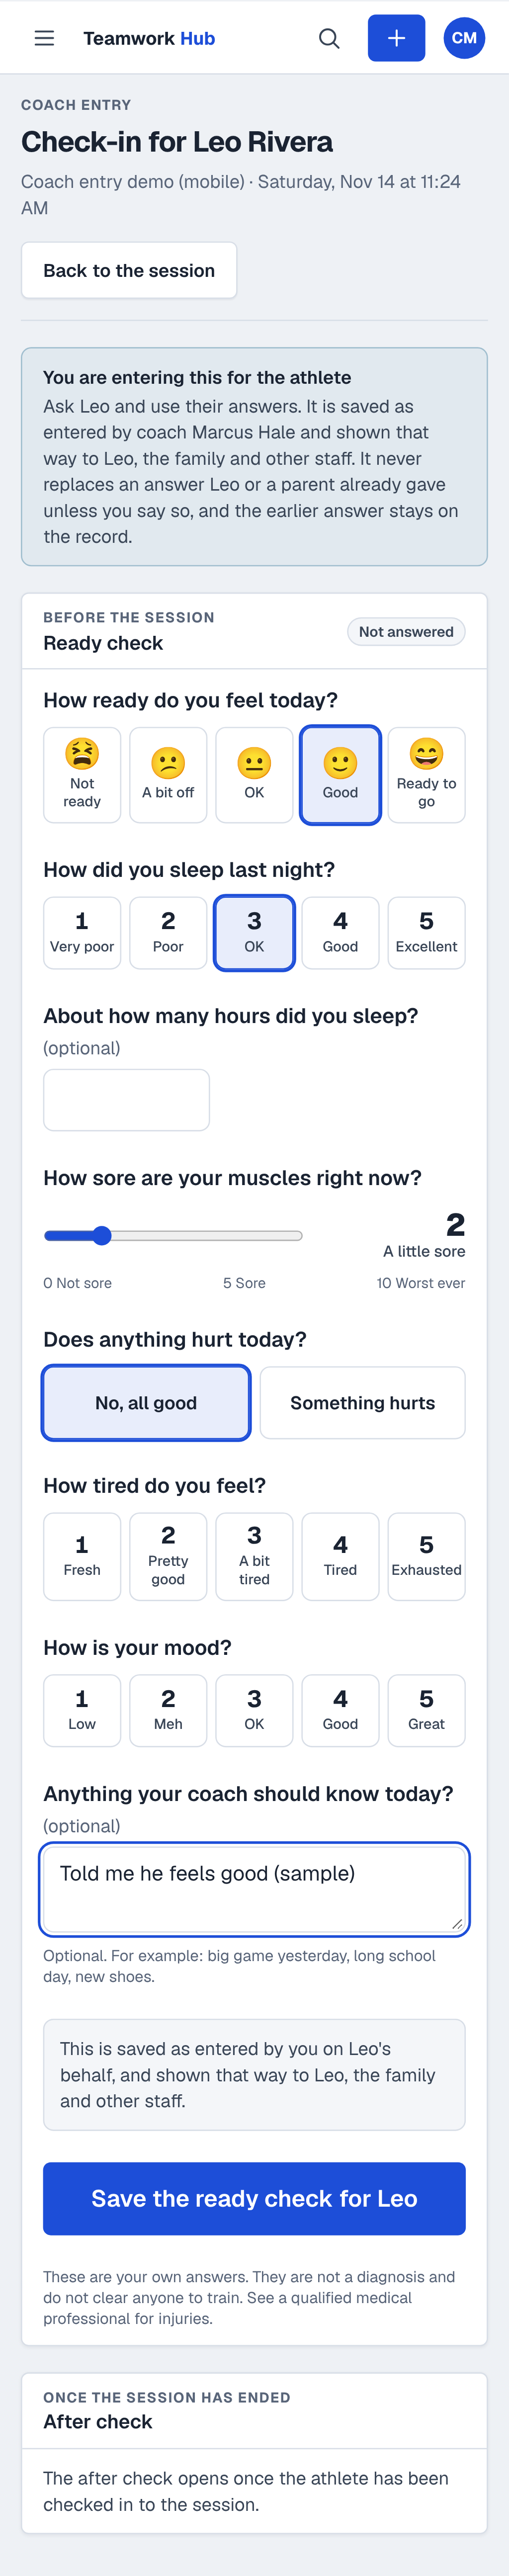 Teamwork Hub
CM
COACH ENTRY
Check-in for Leo Rivera
Coach entry demo (mobile) · Saturday, Nov 14 at 11:24
AM
Back to the session
You are entering this for the athlete
Ask Leo and use their answers. It is saved as
entered by coach Marcus Hale and shown that
way to Leo, the family and other staff. It never
replaces an answer Leo or a parent already gave
unless you say so, and the earlier answer stays on
the record.
BEFORE THE SESSION
Ready check
Not answered
How ready do you feel today?
Not ready
A bit off
OK
Good
Ready to go
How did you sleep last night?
1 2 3 4 5
Very poor Poor OK Good Excellent
About how many hours did you sleep?
(optional)
How sore are your muscles right now?
2
A little sore
0 Not sore 5 Sore 10 Worst ever
Does anything hurt today?
No, all good Something hurts
How tired do you feel?
1 Fresh
2 Pretty good
3 A bit tired
4 Tired
5 Exhausted
How is your mood?
1 2 3 4 5
Low Meh OK Good Great
Anything your coach should know today?
(optional)
Told me he feels good (sample)
Optional. For example: big game yesterday, long school
day, new shoes.
This is saved as entered by you on Leo's
behalf, and shown that way to Leo, the family
and other staff.
Save the ready check for Leo
These are your own answers. They are not a diagnosis and
do not clear anyone to train. See a qualified medical
professional for injuries.
ONCE THE SESSION HAS ENDED
After check
The after check opens once the athlete has been
checked in to the session.